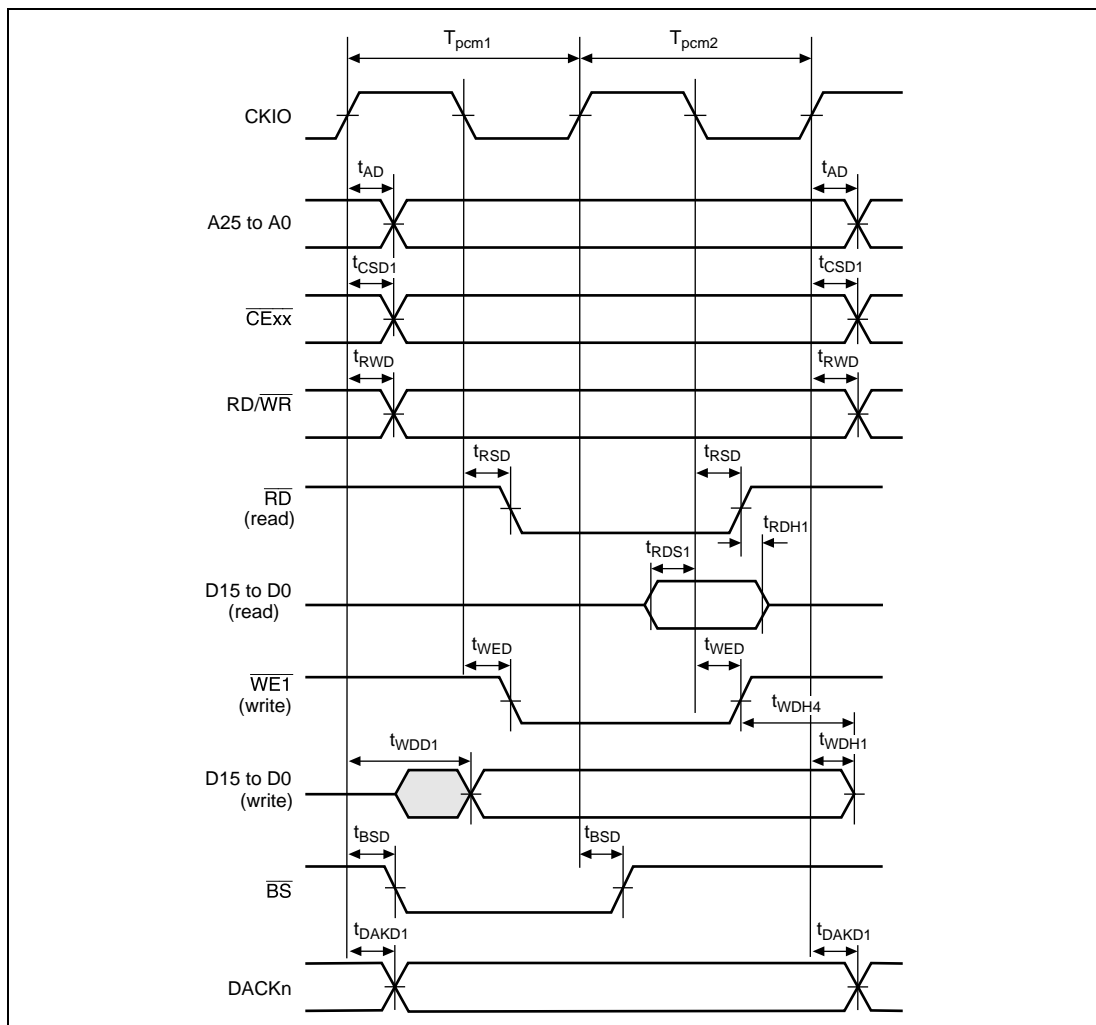 Tpcm1 Tpcm2
CKIO
tAD tAD
A25 to A0
tCSD1 tCSD1
CExx
tRWD tRWD
RD/WR
tRSD tRSD
RD
(read)
tRDH1
tRDS1
D15 to D0
(read)
tWED tWED
WE1
(write)
tWDH4
tWDD1 tWDH1
D15 to D0
(write)
tBSD tBSD
BS
tDAKD1 tDAKD1
DACKn